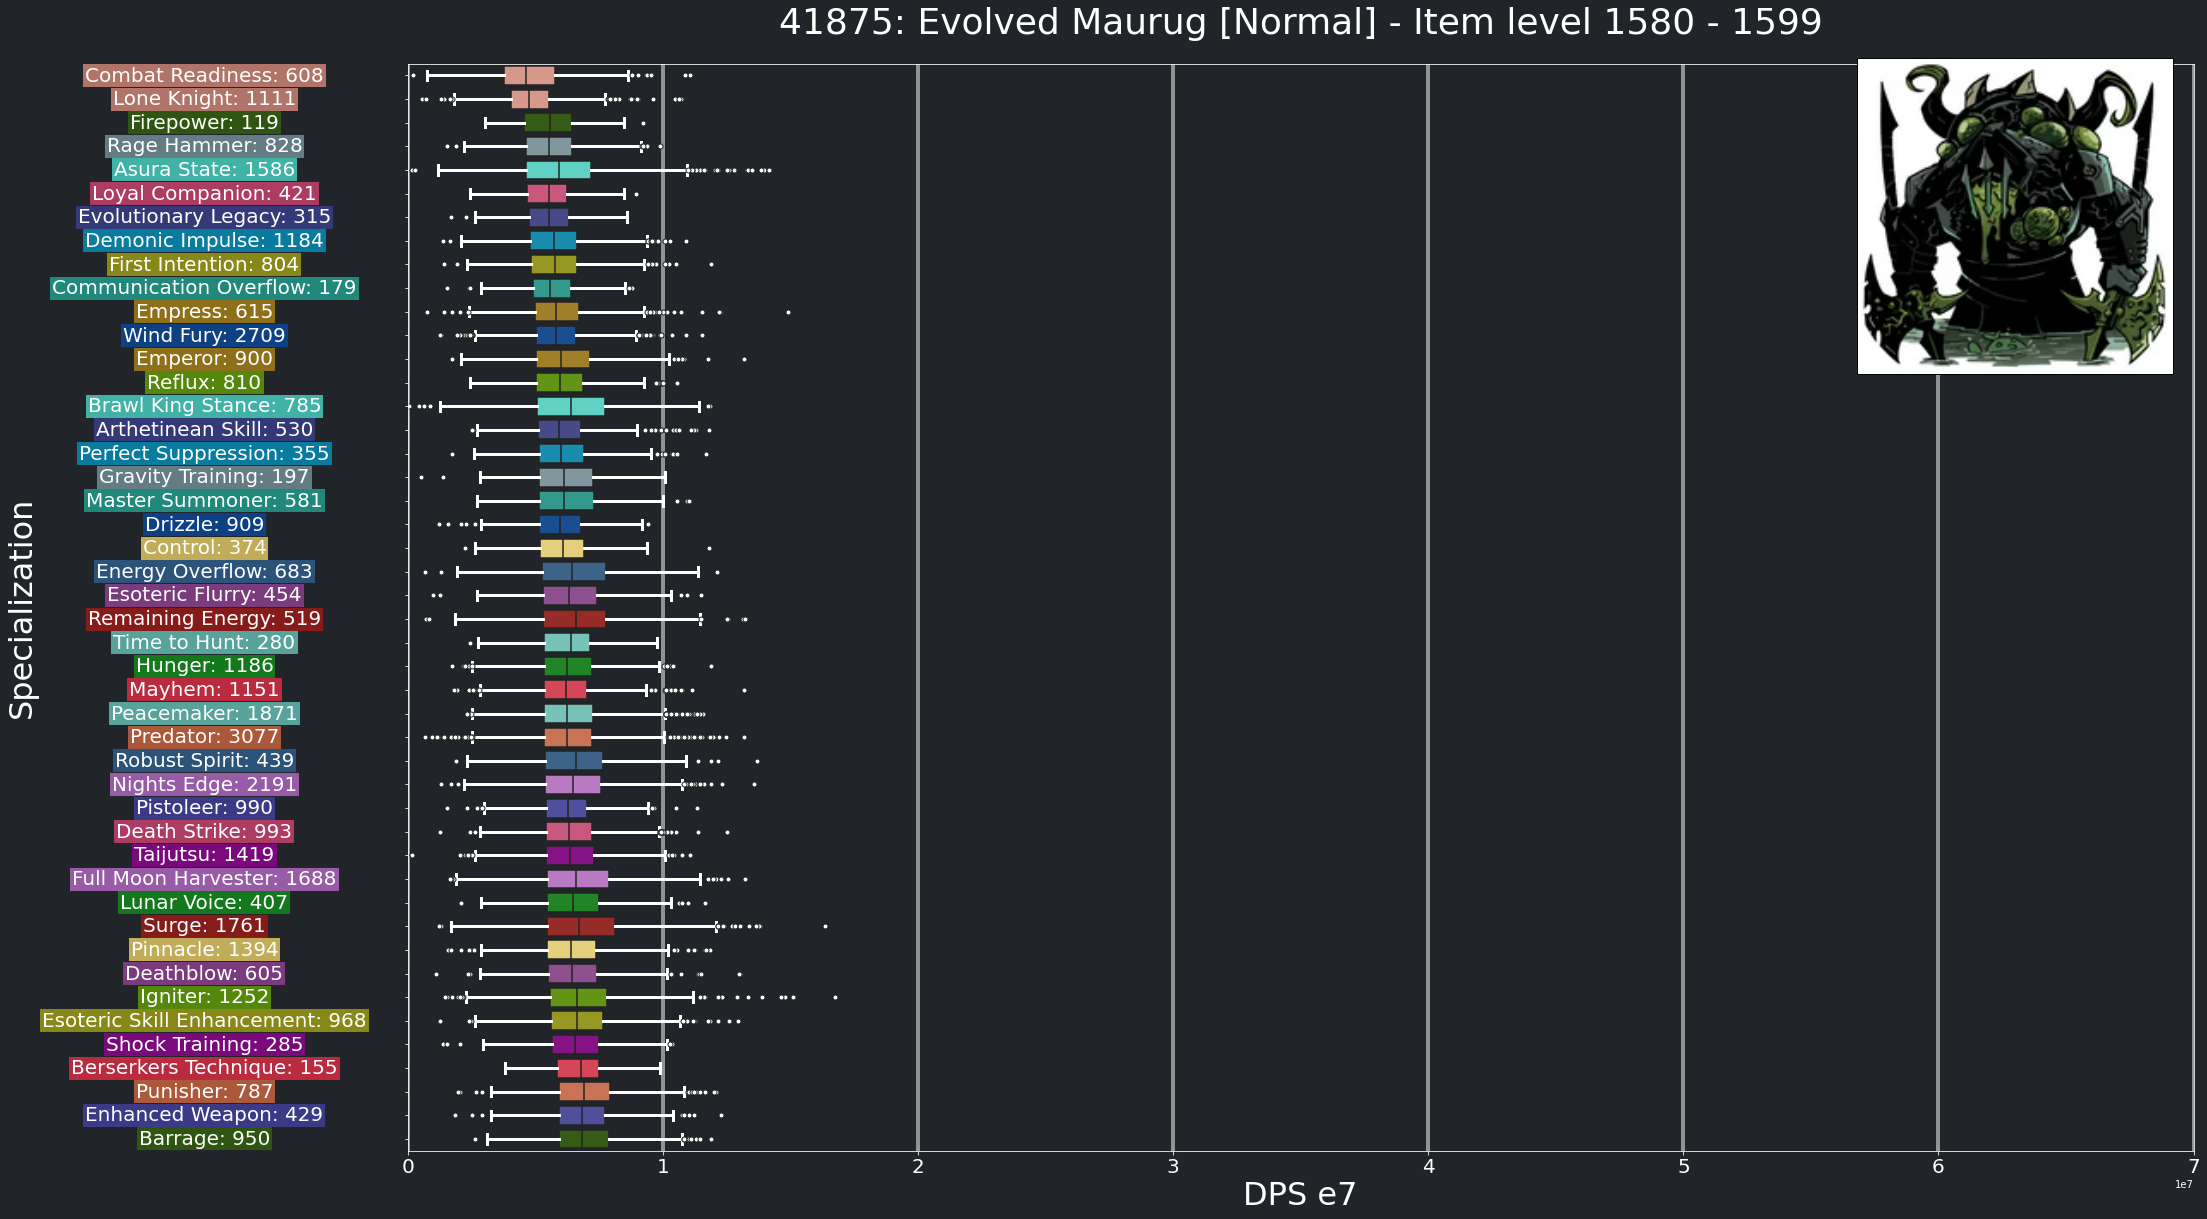 41875: Evolved Maurug [Normal] - Item level 1580 - 1599
Combat Readiness: 608
Lone Knight: 1111
Firepower: 119
Rage Hammer: 828
Asura State: 1586
Loyal Companion: 421
Evolutionary Legacy: 315
Demonic Impulse: 1184
First Intention: 804
Communication Overflow: 179
Empress: 615
Wind Fury: 2709
Emperor: 900
Reflux: 810
Brawl King Stance: 785
Arthetinean Skill: 530
Perfect Suppression: 355
Gravity Training: 197
Master Summoner: 581
Drizzle: 909
Control: 374
Energy Overflow: 683
Esoteric Flurry: 454
Remaining Energy: 519
Time to Hunt: 280
Hunger: 1186
Mayhem: 1151
Peacemaker: 1871
Predator: 3077
Robust Spirit: 439
Nights Edge: 2191
Pistoleer: 990
Death Strike: 993
Taijutsu: 1419
Full Moon Harvester: 1688
Lunar Voice: 407
Surge: 1761
Pinnacle: 1394
Deathblow: 605
Igniter: 1252
Esoteric Skill Enhancement: 968
Shock Training: 285
Berserkers Technique: 155
Punisher: 787
Enhanced Weapon: 429
Barrage: 950
Specialization
0 1 2 3 4 5 6 7
1e7
DPS e7